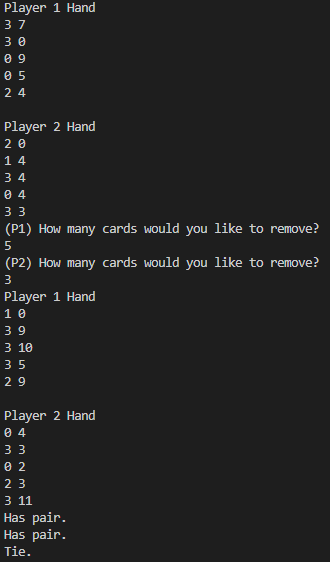 Player 1 Hand
3 7
3 0
0 9
0 5
2 4

Player 2 Hand
2 0
1 4
3 4
0 4
3 3
(P1) How many cards would you like to remove?
5
(P2) How many cards would you like to remove?
3
Player 1 Hand
1 0
3 9
3 10
3 5
2 9

Player 2 Hand
0 4
3 3
0 2
2 3
3 11
Has pair.
Has pair.
Tie.